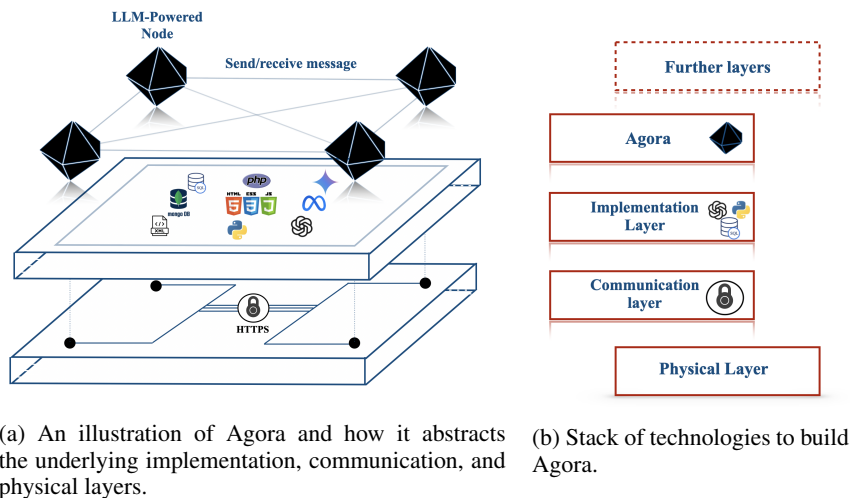 LLM-Powered
Node
Send/receive message
SQL
php
mongo DB
HTML CSS JS
XML
HTTPS
Further layers
Agora
Implementation
Layer
SQL
Communication
layer
Physical Layer
(a) An illustration of Agora and how it abstracts
the underlying implementation, communication, and
physical layers.
(b) Stack of technologies to build
Agora.